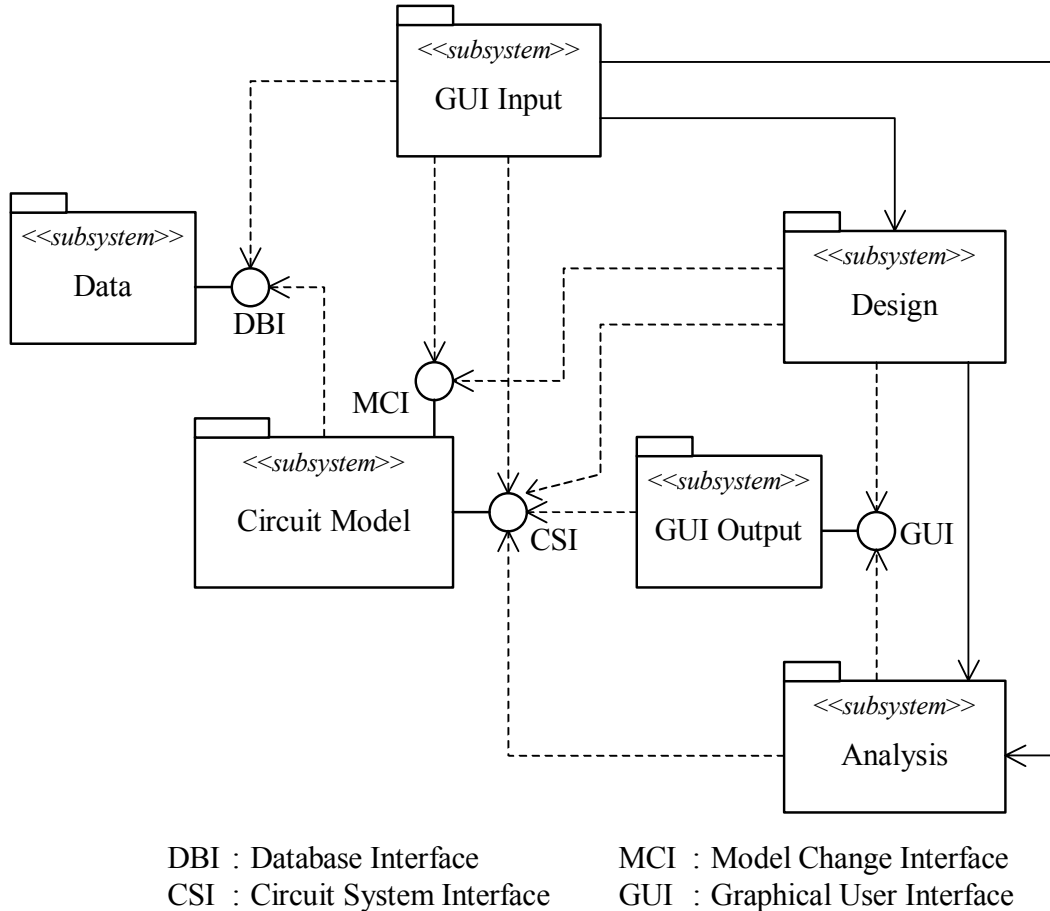 <<subsystem>>
GUI Input
<<subsystem>>
Data
DBI
<<subsystem>>
Design
MCI
<<subsystem>>
Circuit Model
CSI
<<subsystem>>
GUI Output
GUI
<<subsystem>>
Analysis
DBI : Database Interface
MCI : Model Change Interface
CSI : Circuit System Interface
GUI : Graphical User Interface